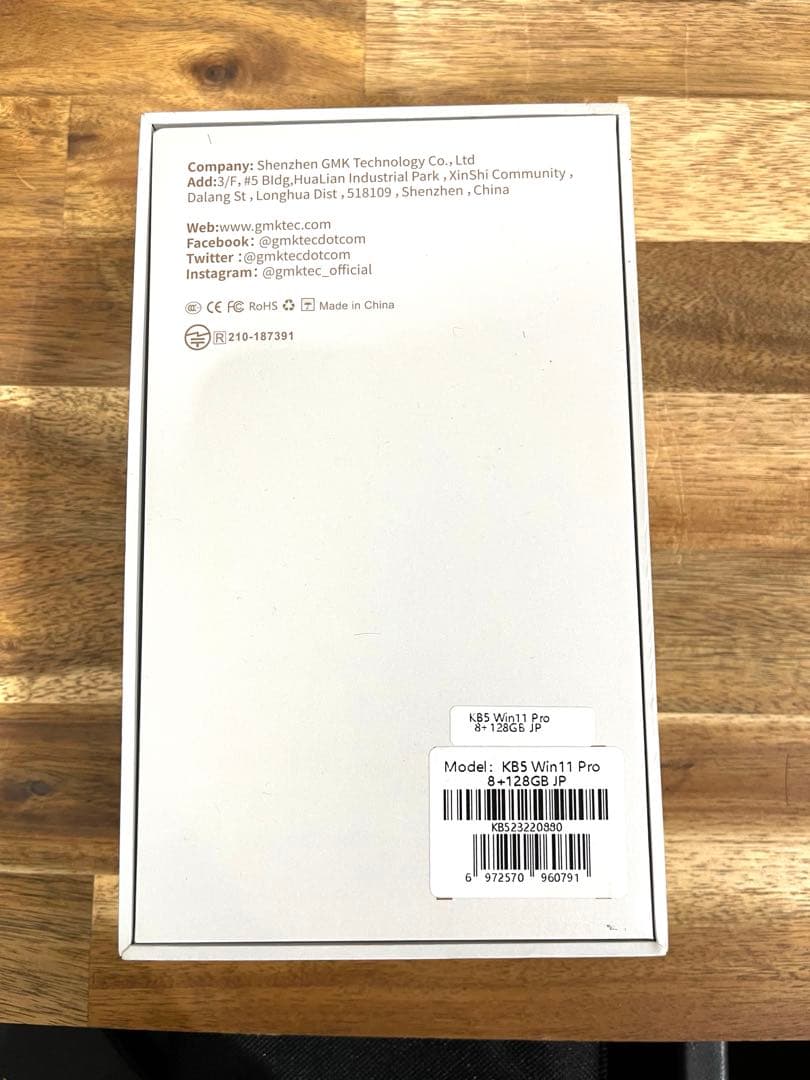 Company: Shenzhen GMK Technology Co., Ltd
Add:3/F, #5 Bldg,HuaLian Industrial Park , XinShi Community ,
Dalang St , Longhua Dist , 518109 , Shenzhen , China
Web:www.gmktec.com
Facebook: @gmktecdotcom
Twitter :@gmktecdotcom
Instagram: @gmktec_official
CCC CE FC RoHS Made in China
R 210-187391
KB5 Win11 Pro
8+128GB JP
Model: KB5 Win11 Pro
8+128GB JP
KB523220890
6 972570 960791